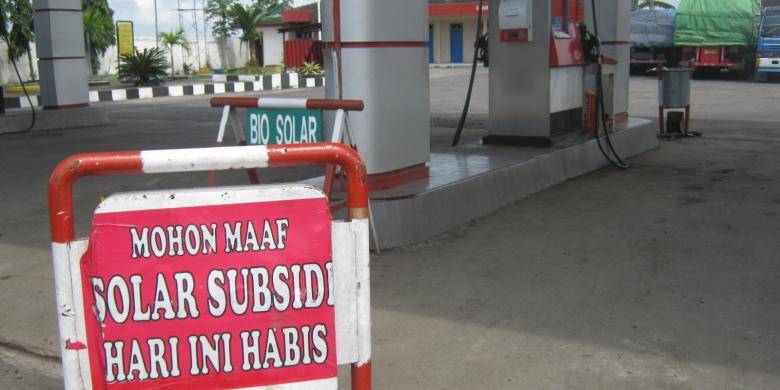 BIO SOLAR
MOHON MAAF
SOLAR SUBSIDI
HARI INI HABIS